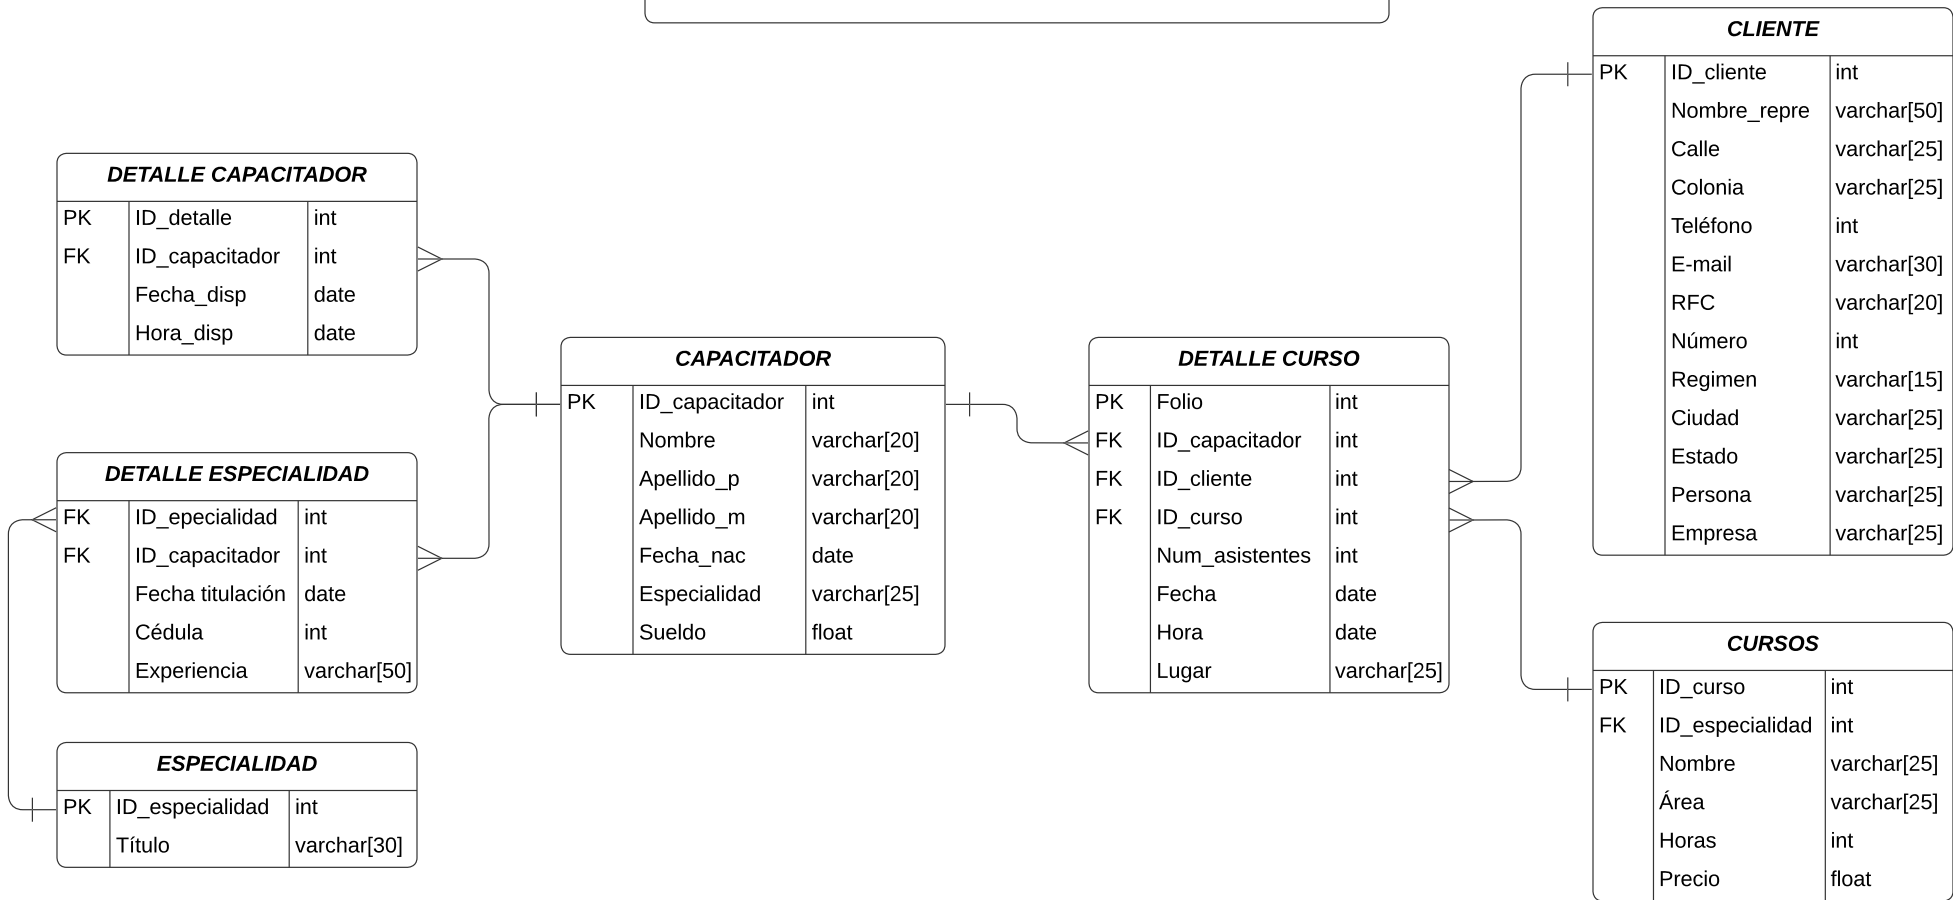 DETALLE CAPACITADOR
PK ID_detalle int
FK ID_capacitador int
Fecha_disp date
Hora_disp date
DETALLE ESPECIALIDAD
FK ID_epecialidad int
FK ID_capacitador int
Fecha titulación date
Cédula int
Experiencia varchar[50]
ESPECIALIDAD
PK ID_especialidad int
Título varchar[30]
CAPACITADOR
PK ID_capacitador int
Nombre varchar[20]
Apellido_p varchar[20]
Apellido_m varchar[20]
Fecha_nac date
Especialidad varchar[25]
Sueldo float
DETALLE CURSO
PK Folio int
FK ID_capacitador int
FK ID_cliente int
FK ID_curso int
Num_asistentes int
Fecha date
Hora date
Lugar varchar[25]
CLIENTE
PK ID_cliente int
Nombre_repre varchar[50]
Calle varchar[25]
Colonia varchar[25]
Teléfono int
E-mail varchar[30]
RFC varchar[20]
Número int
Regimen varchar[15]
Ciudad varchar[25]
Estado varchar[25]
Persona varchar[25]
Empresa varchar[25]
CURSOS
PK ID_curso int
FK ID_especialidad int
Nombre varchar[25]
Área varchar[25]
Horas int
Precio float